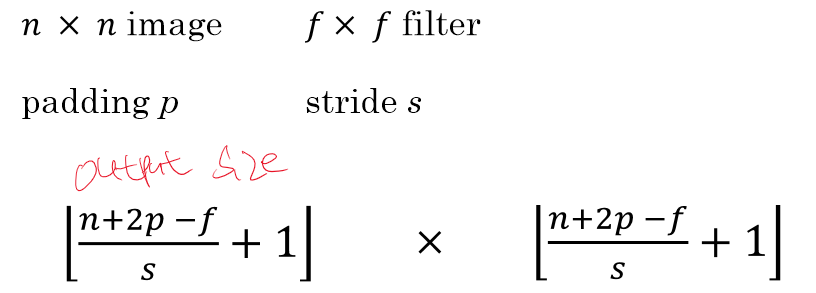 n × n image f × f filter
padding p stride s
output size
⌊(n+2p −f)/s + 1⌋ × ⌊(n+2p −f)/s + 1⌋